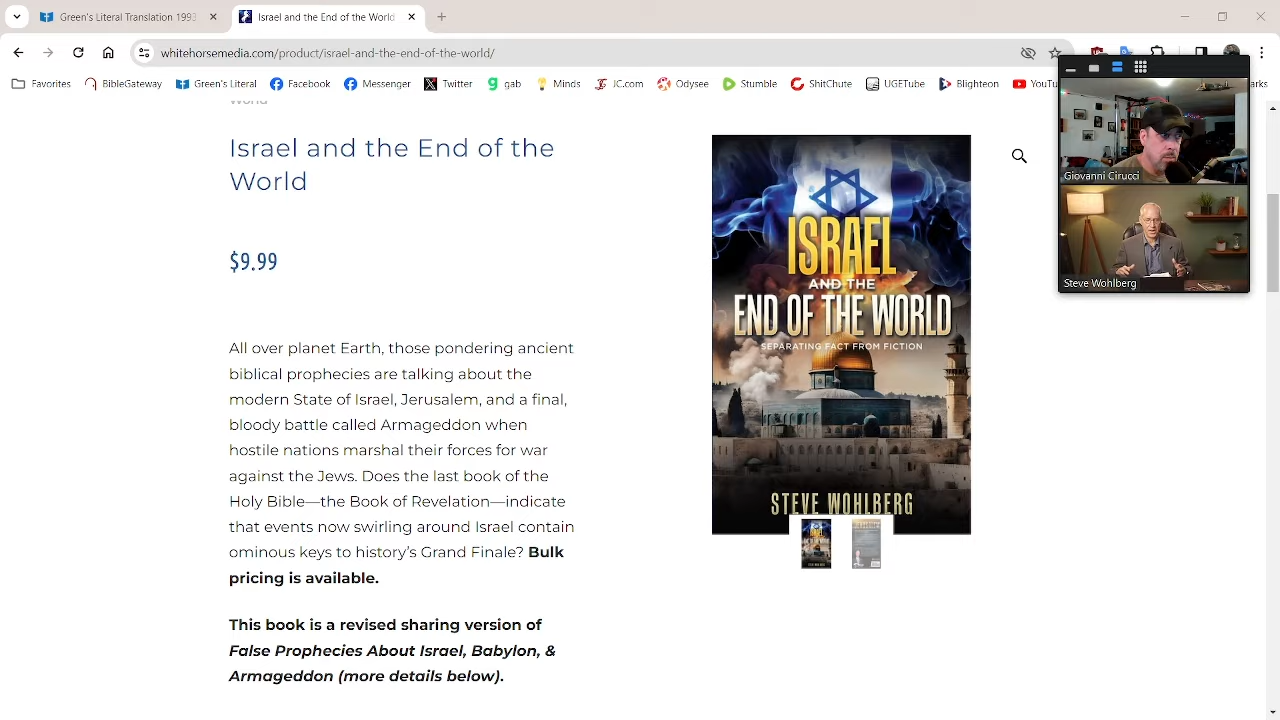 Green's Literal Translation 1993
Israel and the End of the World
whitehorsemedia.com/product/israel-and-the-end-of-the-world/
Favorites
BibleGateway
Green's Literal
Facebook
Messenger
T
Minds
JC.com
Odysee
Stumble
ShitChute
UGETube
Blighteon
YouTu
arks
World
Israel and the End of the
World
$9.99
All over planet Earth, those pondering ancient
biblical prophecies are talking about the
modern State of Israel, Jerusalem, and a final,
bloody battle called Armageddon when
hostile nations marshal their forces for war
against the Jews. Does the last book of the
Holy Bible—the Book of Revelation—indicate
that events now swirling around Israel contain
ominous keys to history's Grand Finale? Bulk
pricing is available.
This book is a revised sharing version of
False Prophecies About Israel, Babylon, &
Armageddon (more details below).
ISRAEL
AND THE
END OF THE WORLD
SEPARATING FACT FROM FICTION
STEVE WOHLBERG
Giovanni Cirucci
Steve Wohlberg